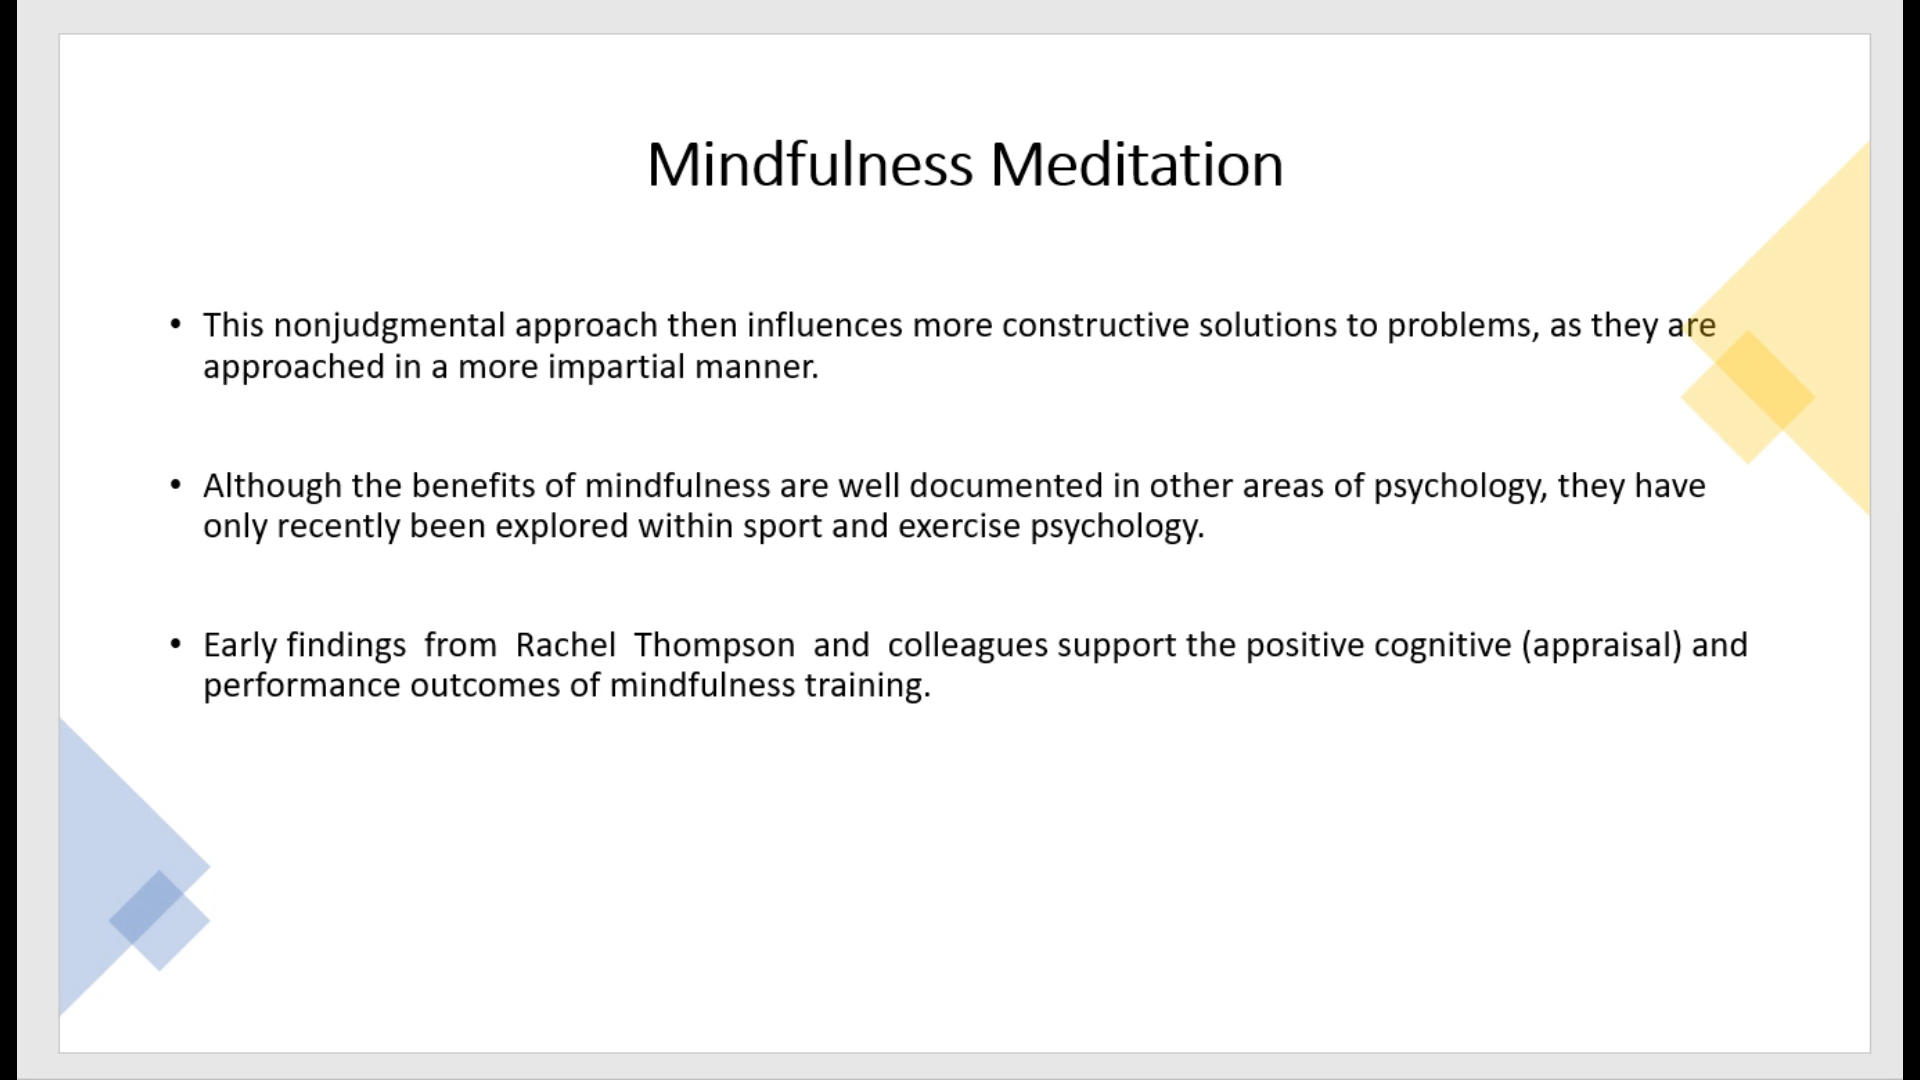 Mindfulness Meditation
• This nonjudgmental approach then influences more constructive solutions to problems, as they are
approached in a more impartial manner.
• Although the benefits of mindfulness are well documented in other areas of psychology, they have
only recently been explored within sport and exercise psychology.
• Early findings from Rachel Thompson and colleagues support the positive cognitive (appraisal) and
performance outcomes of mindfulness training.